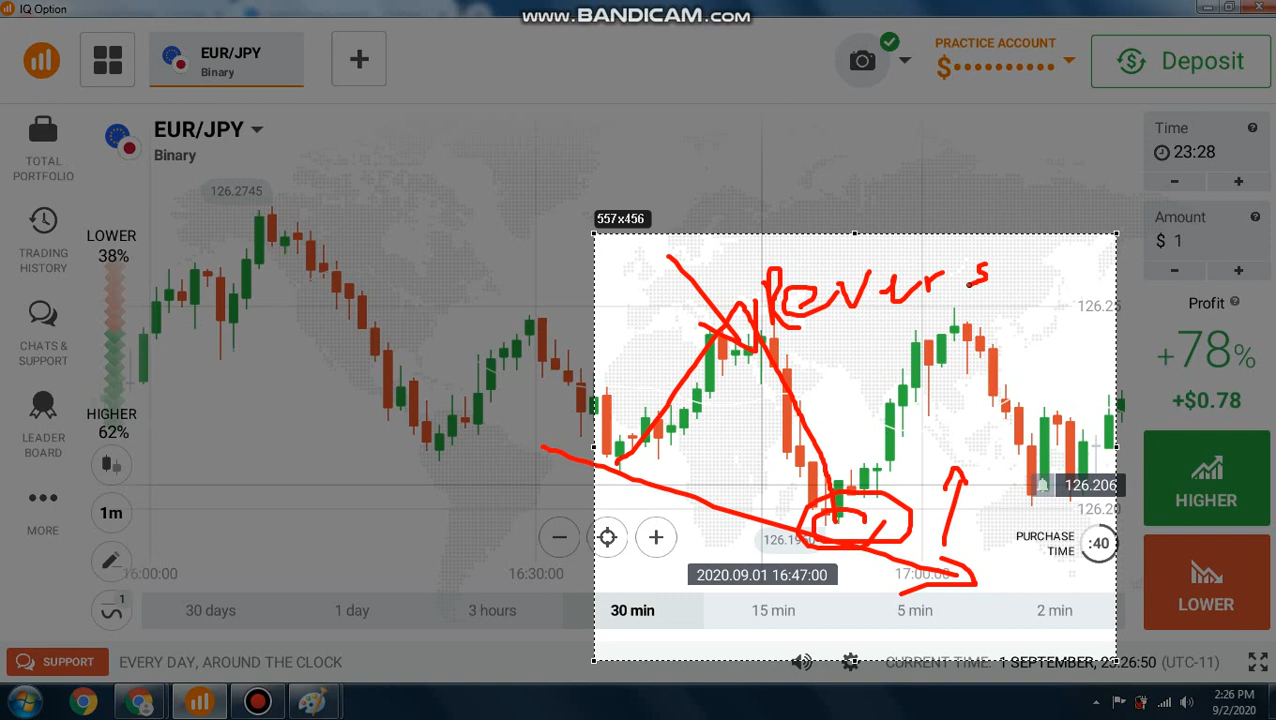 IQ Option
www.BANDICAM.com
EUR/JPY
Binary
PRACTICE ACCOUNT
$
Deposit
EUR/JPY
Binary
TOTAL PORTFOLIO
TRADING HISTORY
CHATS & SUPPORT
LEADER BOARD
MORE
LOWER
38%
HIGHER
62%
1m
1
126.2745
557x456
Revers
126.25
126.206
126.20
126.19
2020.09.01 16:47:00
PURCHASE TIME
:40
16:00:00
16:30:00
17:00:00
30 days
1 day
3 hours
30 min
15 min
5 min
2 min
Time
23:28
- +
Amount
$ 1
- +
Profit
+78%
+$0.78
HIGHER
LOWER
SUPPORT
EVERY DAY, AROUND THE CLOCK
CURRENT TIME: 1 SEPTEMBER, 23:26:50 (UTC-11)
2:26 PM
9/2/2020